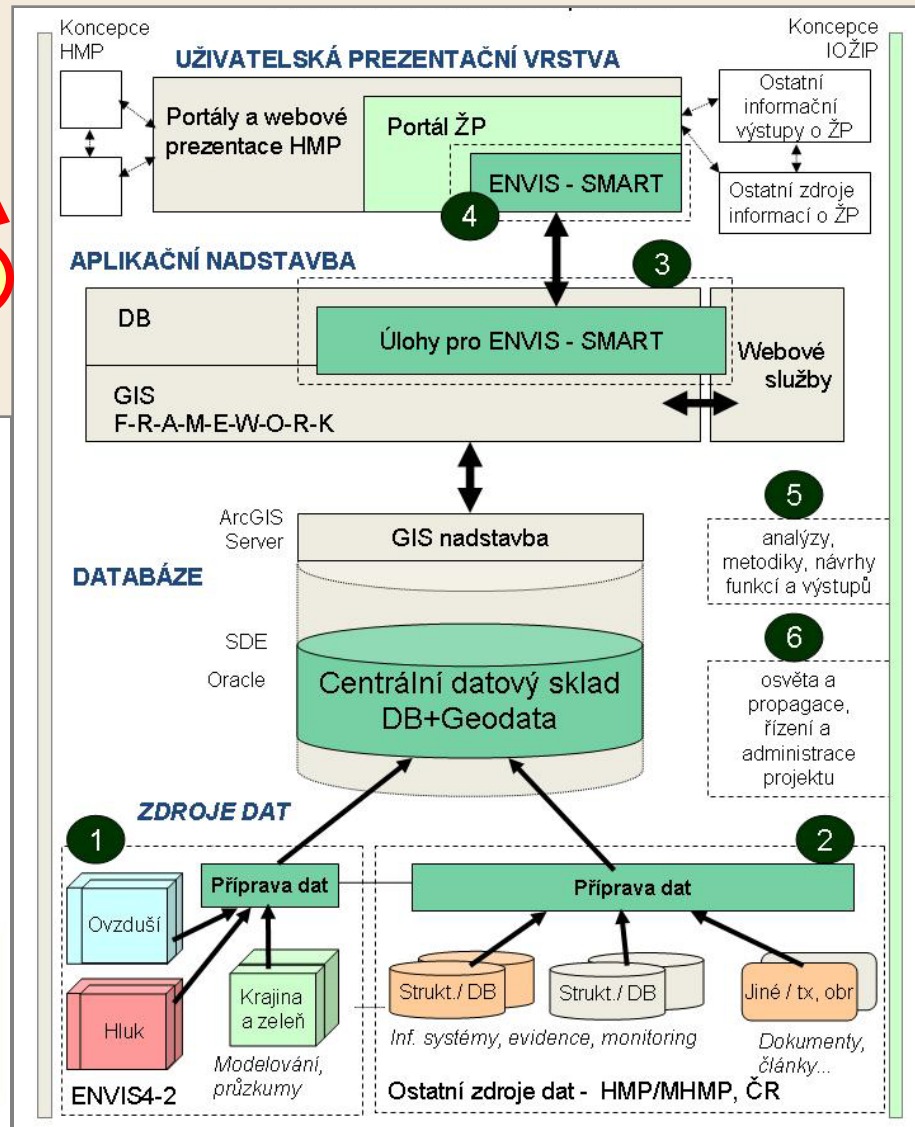 Koncepce
HMP
Koncepce
IOŽIP
UŽIVATELSKÁ PREZENTAČNÍ VRSTVA
Portály a webové
prezentace HMP
Portál ŽP
ENVIS - SMART
4
Ostatní
informační
výstupy o ŽP
Ostatní zdroje
informací o ŽP
APLIKAČNÍ NADSTAVBA
3
DB
Úlohy pro ENVIS - SMART
Webové
služby
GIS
F-R-A-M-E-W-O-R-K
ArcGIS
Server
GIS nadstavba
5
analýzy,
metodiky, návrhy
funkcí a výstupů
DATABÁZE
SDE
Oracle
Centrální datový sklad
DB+Geodata
6
osvěta a
propagace,
řízení a
administrace
projektu
ZDROJE DAT
1
2
Příprava dat
Příprava dat
Ovzduší
Hluk
Krajina
a zeleň
Modelování,
průzkumy
ENVIS4-2
Strukt./ DB
Strukt./ DB
Jiné / tx, obr
Inf. systémy, evidence, monitoring
Dokumenty,
články...
Ostatní zdroje dat - HMP/MHMP, ČR